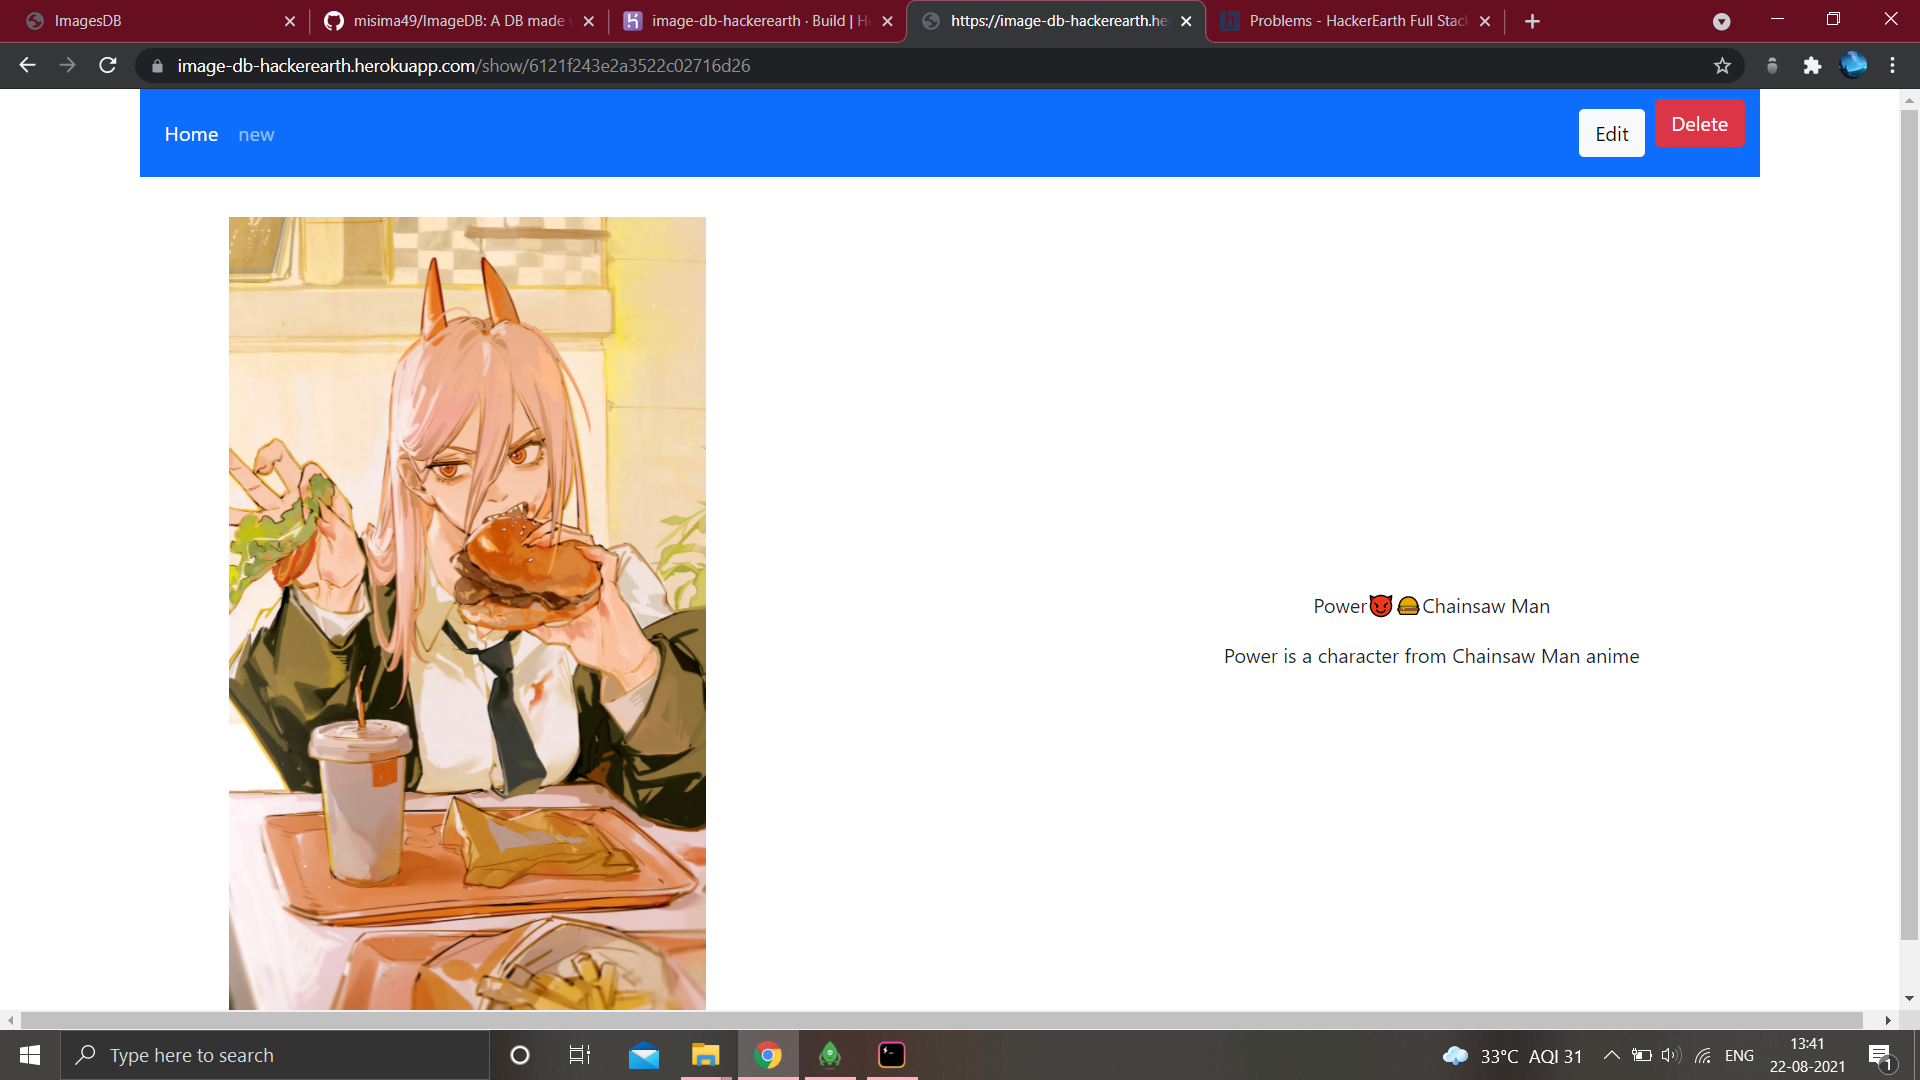 ImagesDB
misima49/ImageDB: A DB made
image-db-hackerearth · Build | He
https://image-db-hackerearth.he
Problems - HackerEarth Full Stac
image-db-hackerearth.herokuapp.com/show/6121f243e2a3522c02716d26
Home new Edit Delete
Power😈🍔Chainsaw Man
Power is a character from Chainsaw Man anime
Type here to search
33°C AQI 31 ENG
13:41
22-08-2021
1